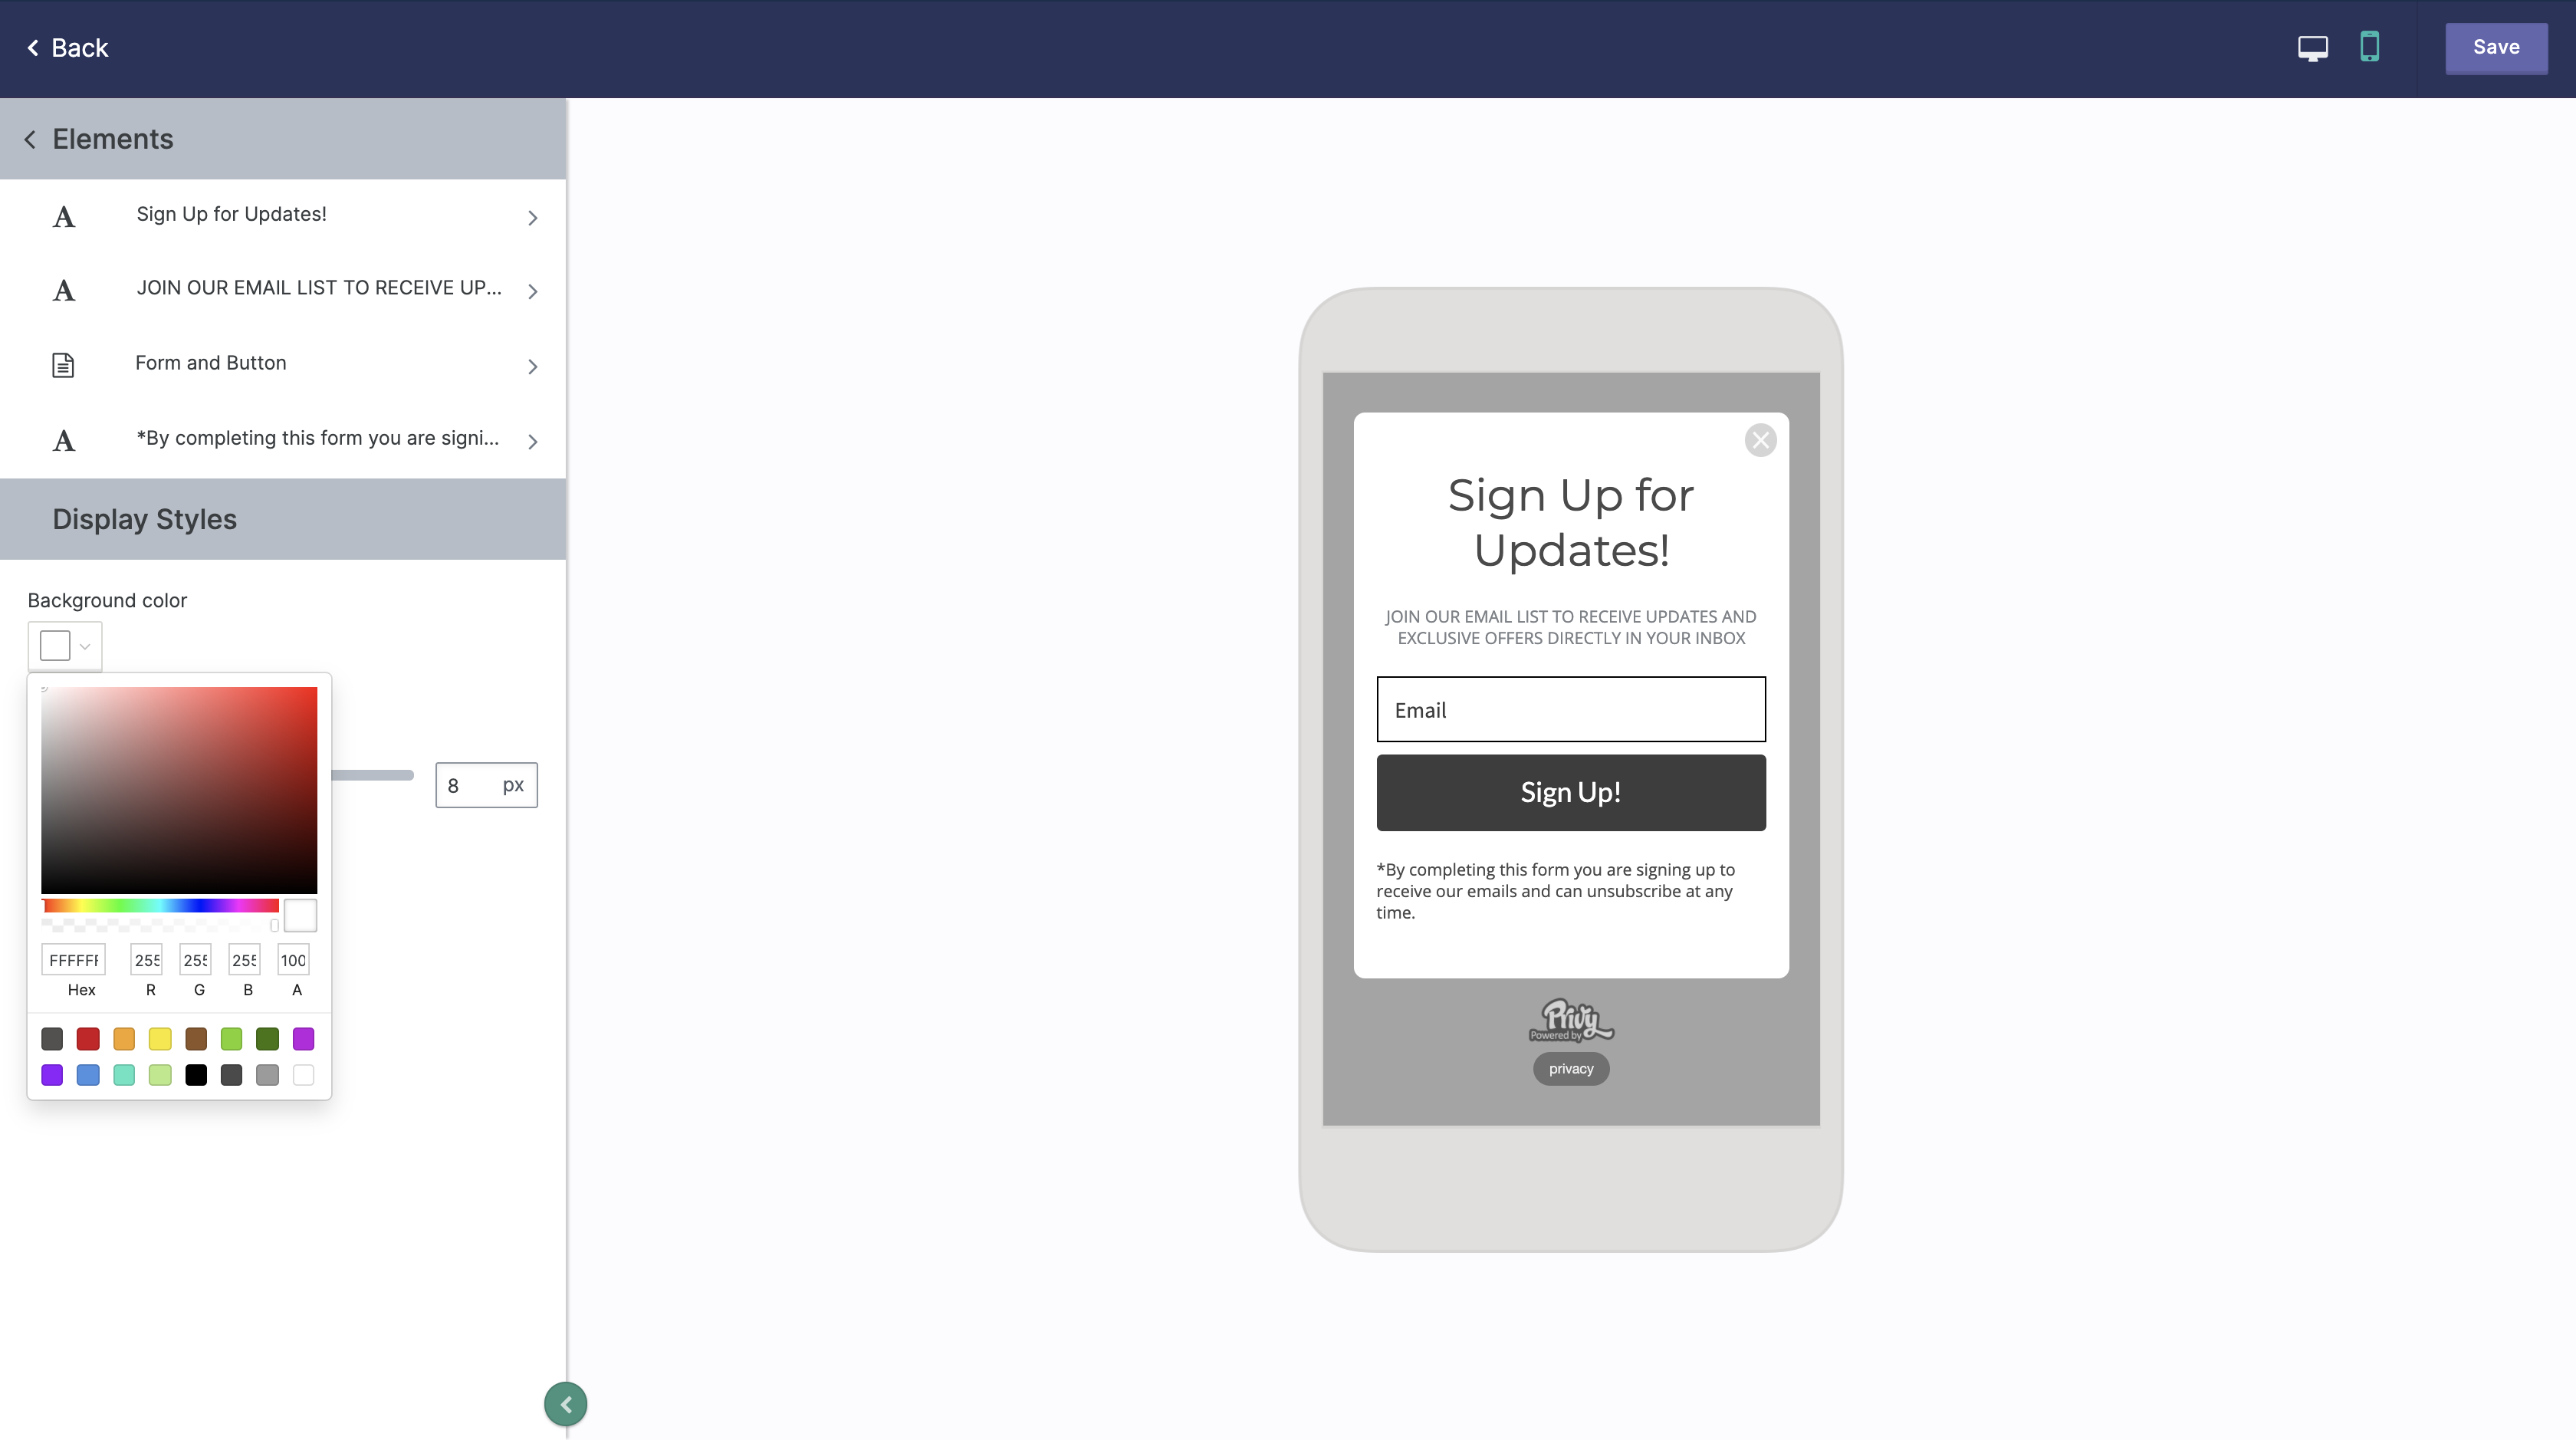 Back
Save
Elements
Sign Up for Updates!
JOIN OUR EMAIL LIST TO RECEIVE UP...
Form and Button
*By completing this form you are signi...
Display Styles
Background color
8 px
FFFFFF 255 255 255 100
Hex R G B A
Sign Up for
Updates!
JOIN OUR EMAIL LIST TO RECEIVE UPDATES AND
EXCLUSIVE OFFERS DIRECTLY IN YOUR INBOX
Email
Sign Up!
*By completing this form you are signing up to
receive our emails and can unsubscribe at any
time.
Privy
Powered by
privacy